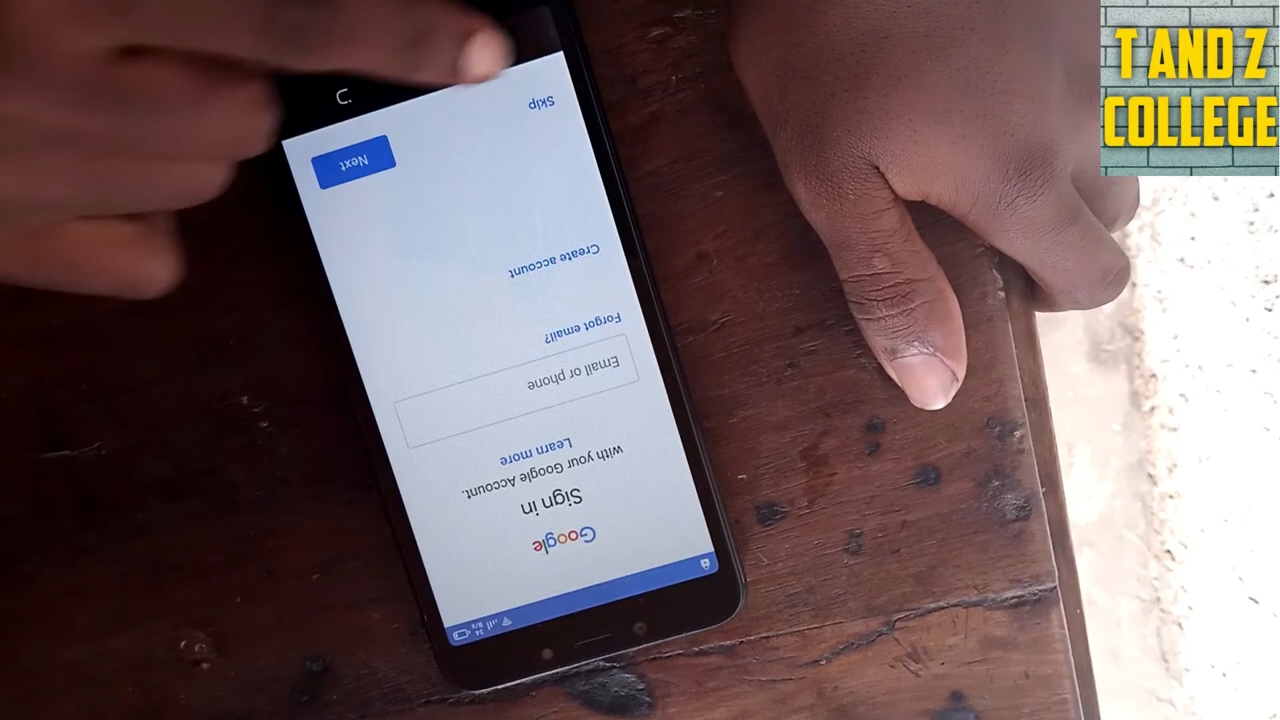 T AND Z
COLLEGE
34
B/s
Google
Sign in
with your Google Account.
Learn more
Email or phone
Forgot email?
Create account
Next
Skip